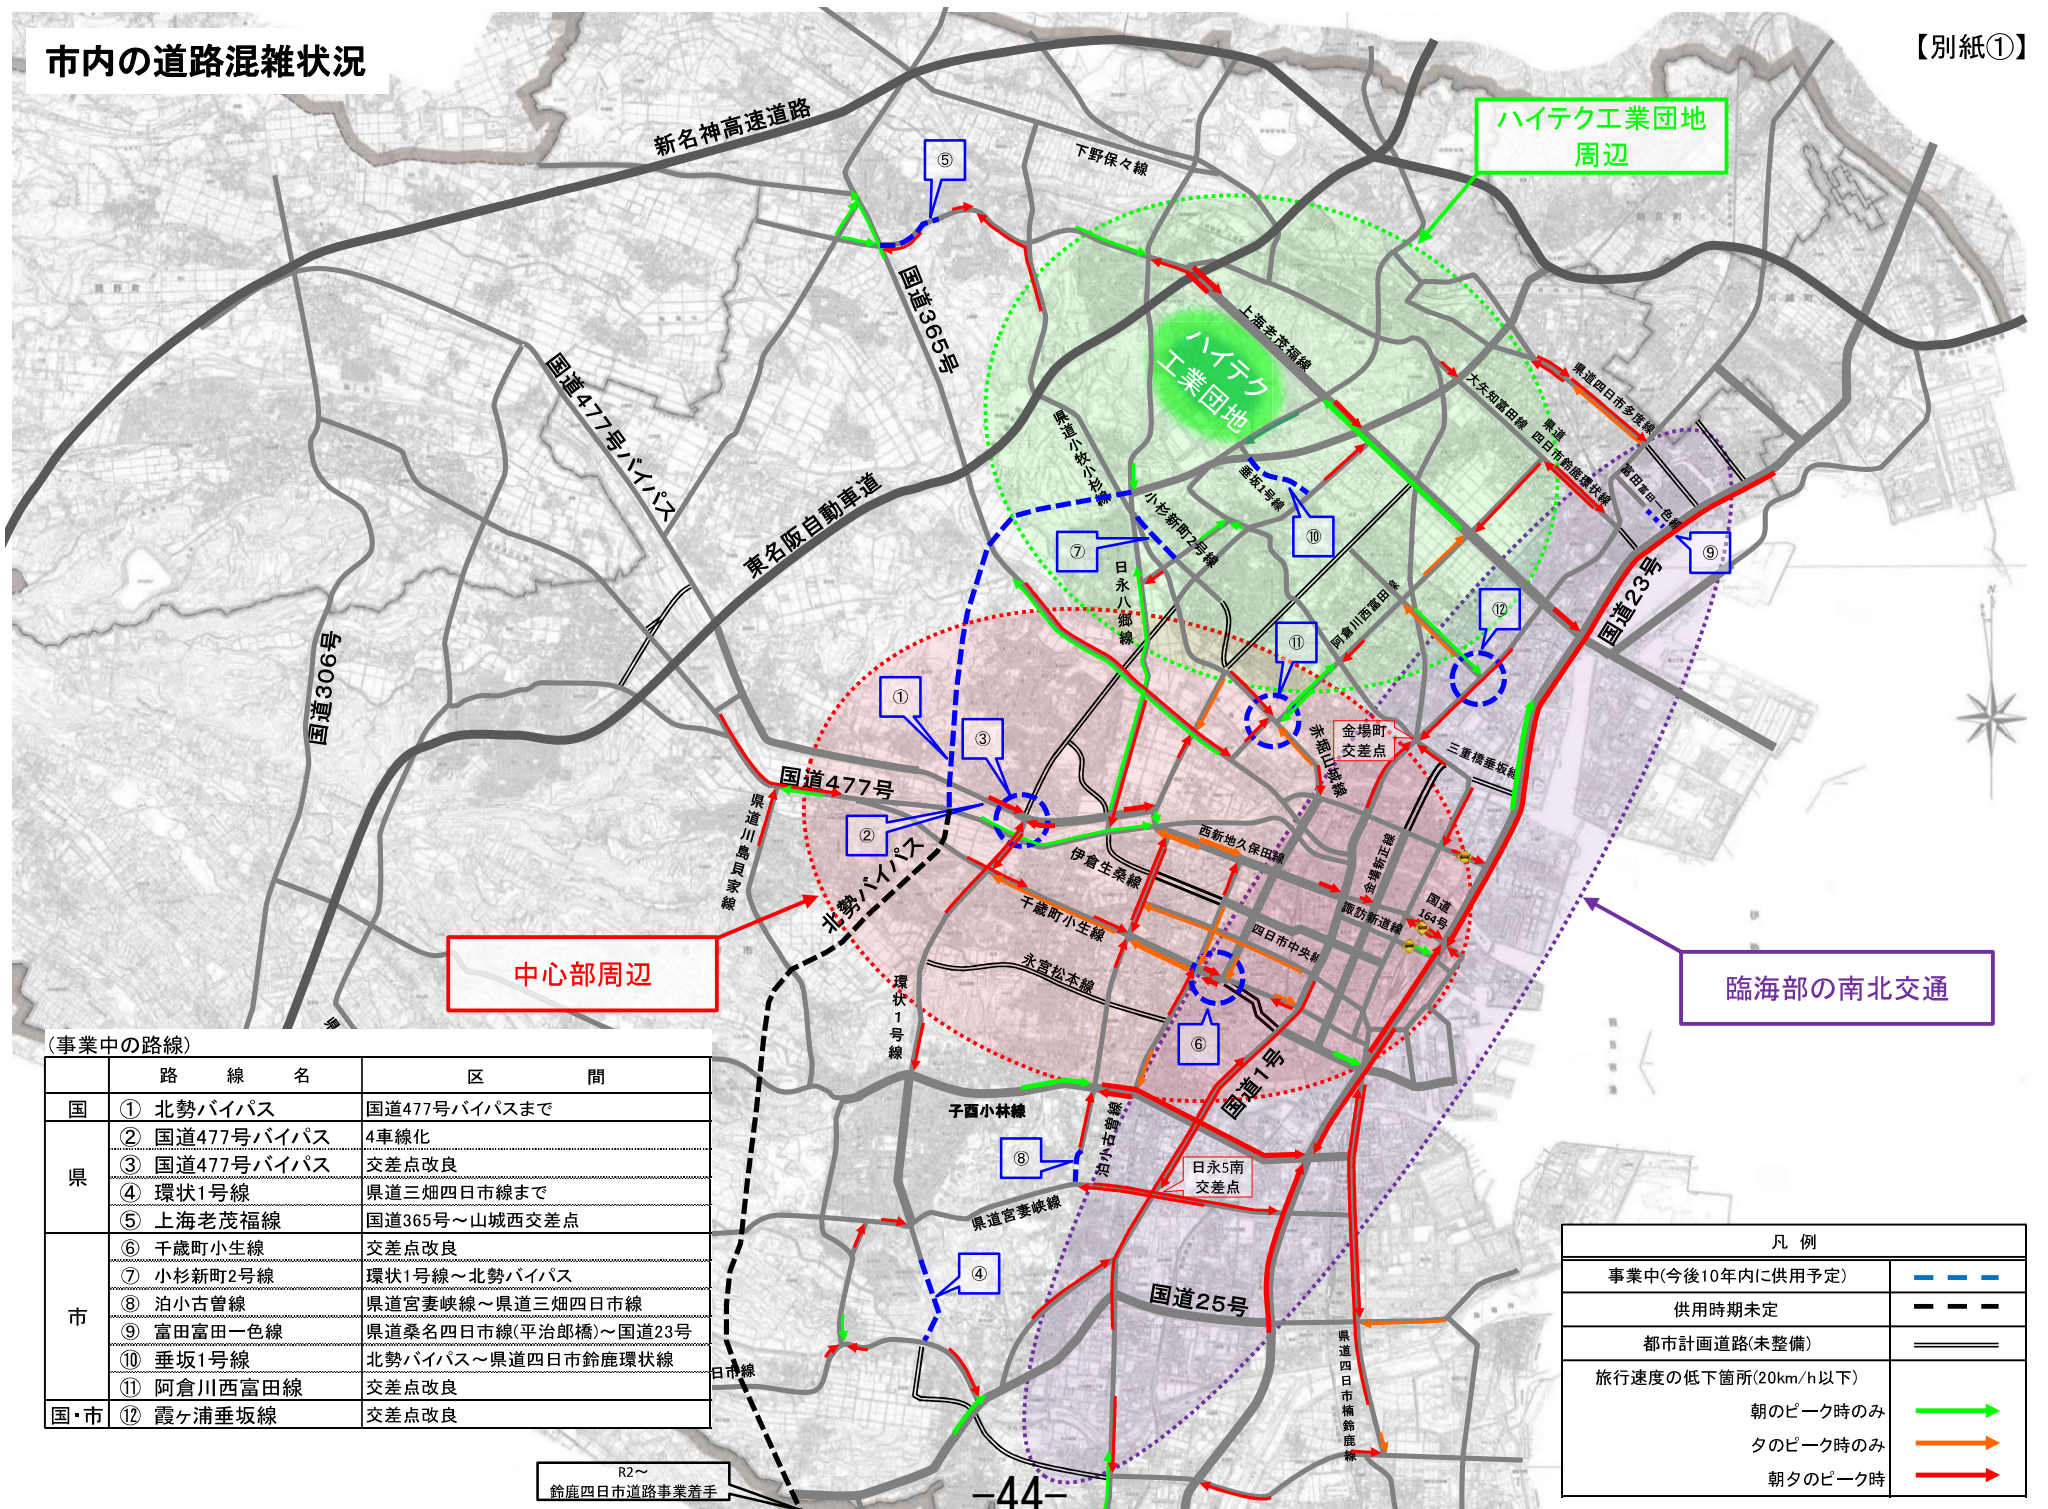 市内の道路混雑状況
【別紙①】
新名神高速道路
下野保々線
⑤
ハイテク工業団地
周辺
国道365号
上海老茂福線
ハイテク
工業団地
国道477号バイパス
県道四日市多度線
大矢知富田線
県道
四日市鈴鹿環状線
富田富田一色線
県道小牧小杉線
垂坂1号線
小杉新町2号線
⑩
⑦
⑨
東名阪自動車道
日永八郷線
国道23号
⑫
⑪
阿倉川西富田線
国道306号
①
③
金場町
交差点
赤堀山城線
三重橋垂坂線
国道477号
県道川島貝家線
②
北勢バイパス
西新地久保田線
伊倉生桑線
金場新正線
千歳町小生線
国道
164号
諏訪新道線
四日市中央線
中心部周辺
永宮松本線
臨海部の南北交通
環状1号線
⑥
国道1号
子酉小林線
泊小古曽線
⑧
日永5南
交差点
県道宮妻峡線
④
国道25号
県道四日市楠鈴鹿線
日市線
(事業中の路線)
路線名 区間
国 ① 北勢バイパス 国道477号バイパスまで
県 ② 国道477号バイパス 4車線化
③ 国道477号バイパス 交差点改良
④ 環状1号線 県道三畑四日市線まで
⑤ 上海老茂福線 国道365号～山城西交差点
市 ⑥ 千歳町小生線 交差点改良
⑦ 小杉新町2号線 環状1号線～北勢バイパス
⑧ 泊小古曽線 県道宮妻峡線～県道三畑四日市線
⑨ 富田富田一色線 県道桑名四日市線(平治郎橋)～国道23号
⑩ 垂坂1号線 北勢バイパス～県道四日市鈴鹿環状線
⑪ 阿倉川西富田線 交差点改良
国・市 ⑫ 霞ヶ浦垂坂線 交差点改良
R2～
鈴鹿四日市道路事業着手
凡例
事業中(今後10年内に供用予定)
供用時期未定
都市計画道路(未整備)
旅行速度の低下箇所(20km/h以下)
朝のピーク時のみ
夕のピーク時のみ
朝夕のピーク時
-44-